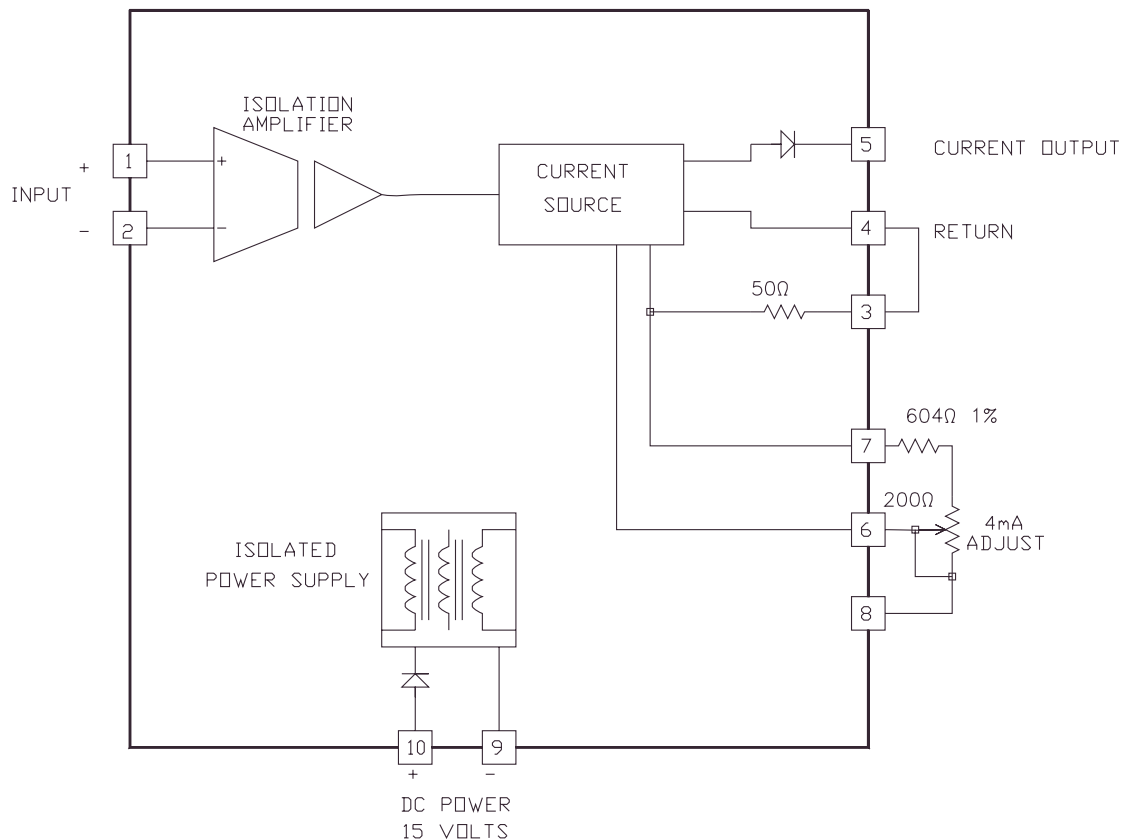 ISOLATION
AMPLIFIER
1
+
5
CURRENT OUTPUT
+
CURRENT
SOURCE
INPUT
2
-
-
4
RETURN
50Ω
3
604Ω 1%
7
200Ω
6
4mA
ADJUST
ISOLATED
POWER SUPPLY
8
10
9
+
-
DC POWER
15 VOLTS